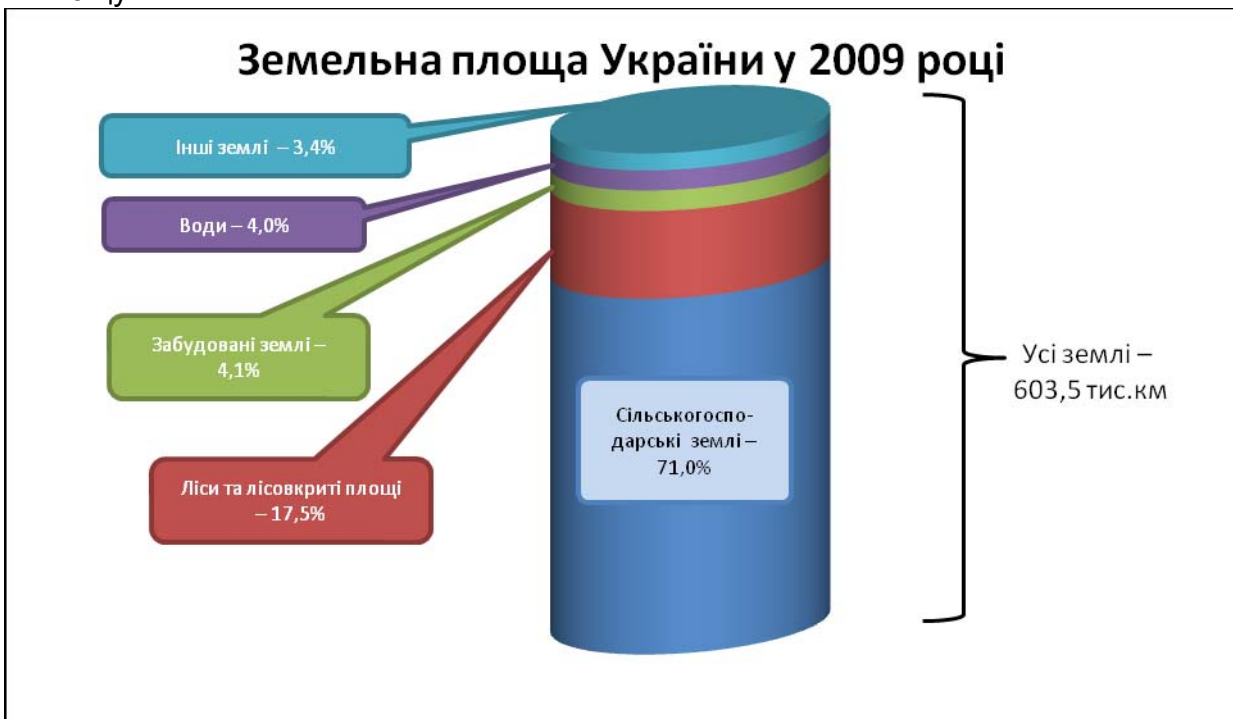 Земельна площа України у 2009 році
Інші землі – 3,4%
Води – 4,0%
Забудовані землі –
4,1%
Ліси та лісовкриті площі
– 17,5%
Сільськогоспо-
дарські землі –
71,0%
Усі землі –
603,5 тис.км